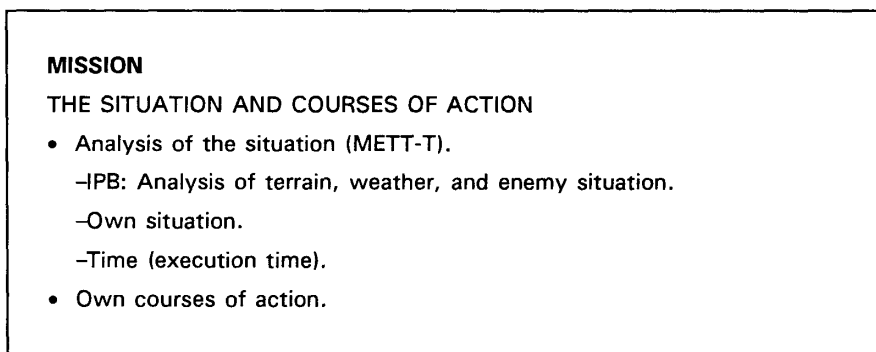 MISSION
THE SITUATION AND COURSES OF ACTION
• Analysis of the situation (METT-T).
–IPB: Analysis of terrain, weather, and enemy situation.
–Own situation.
–Time (execution time).
• Own courses of action.